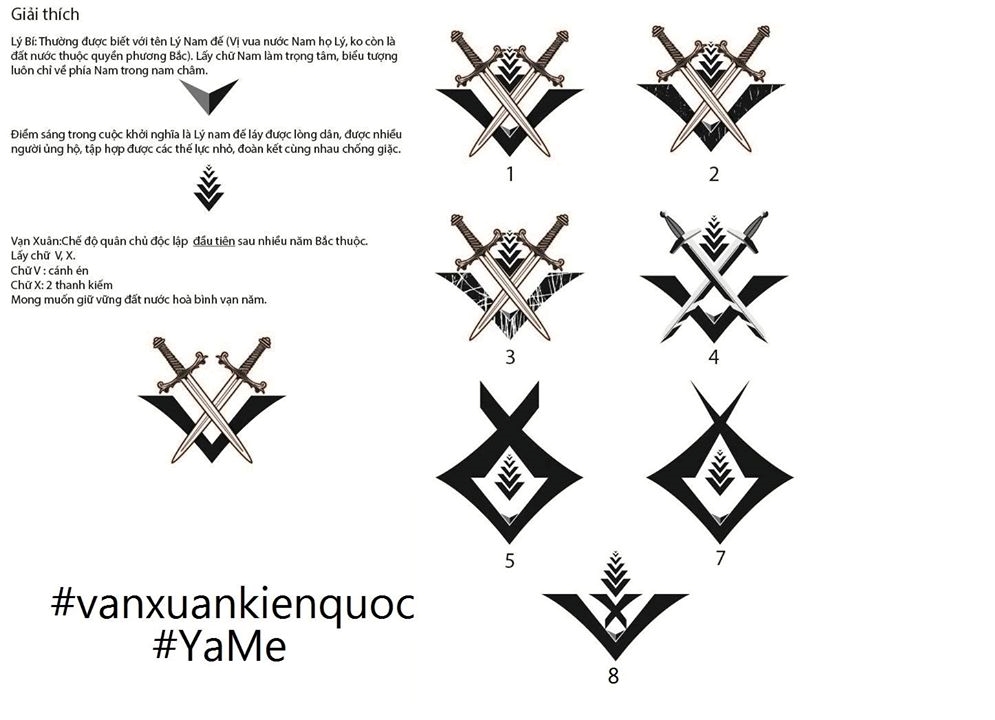 Giải thích
Lý Bí: Thường được biết với tên Lý Nam đế (Vị vua nước Nam họ Lý, ko còn là
đất nước thuộc quyền phương Bắc). Lấy chữ Nam làm trọng tâm, biểu tượng
luôn chỉ về phía Nam trong nam châm.
Điểm sáng trong cuộc khởi nghĩa là Lý nam đế láy được lòng dân, được nhiều
người ủng hộ, tập hợp được các thế lực nhỏ, đoàn kết cùng nhau chống giặc.
Vạn Xuân:Chế độ quân chủ độc lập đầu tiên sau nhiều năm Bắc thuộc.
Lấy chữ V, X.
Chữ V : cánh én
Chữ X: 2 thanh kiếm
Mong muốn giữ vững đất nước hoà bình vạn năm.
#vanxuankienquoc
#YaMe
1
2
3
4
5
7
8